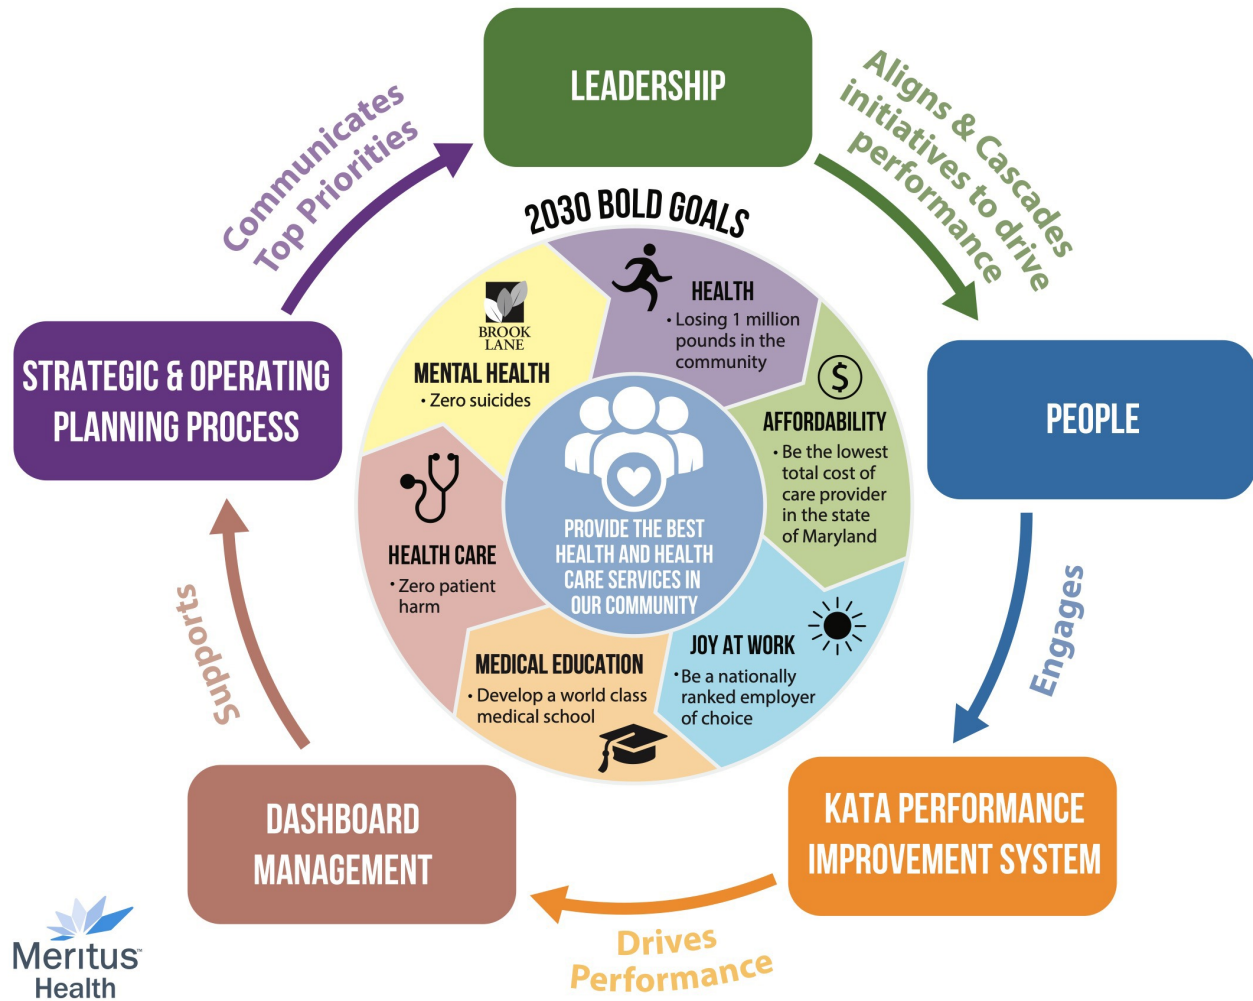 LEADERSHIP
Aligns & Cascades
initiatives to drive
performance
PEOPLE
Engages
KATA PERFORMANCE
IMPROVEMENT SYSTEM
Drives
Performance
DASHBOARD
MANAGEMENT
Supports
STRATEGIC & OPERATING
PLANNING PROCESS
Communicates
Top Priorities
2030 BOLD GOALS
HEALTH
• Losing 1 million
pounds in the
community
$
AFFORDABILITY
• Be the lowest
total cost of
care provider
in the state
of Maryland
JOY AT WORK
• Be a nationally
ranked employer
of choice
MEDICAL EDUCATION
• Develop a world class
medical school
HEALTH CARE
• Zero patient
harm
BROOK
LANE
MENTAL HEALTH
• Zero suicides
PROVIDE THE BEST
HEALTH AND HEALTH
CARE SERVICES IN
OUR COMMUNITY
Meritus™
Health